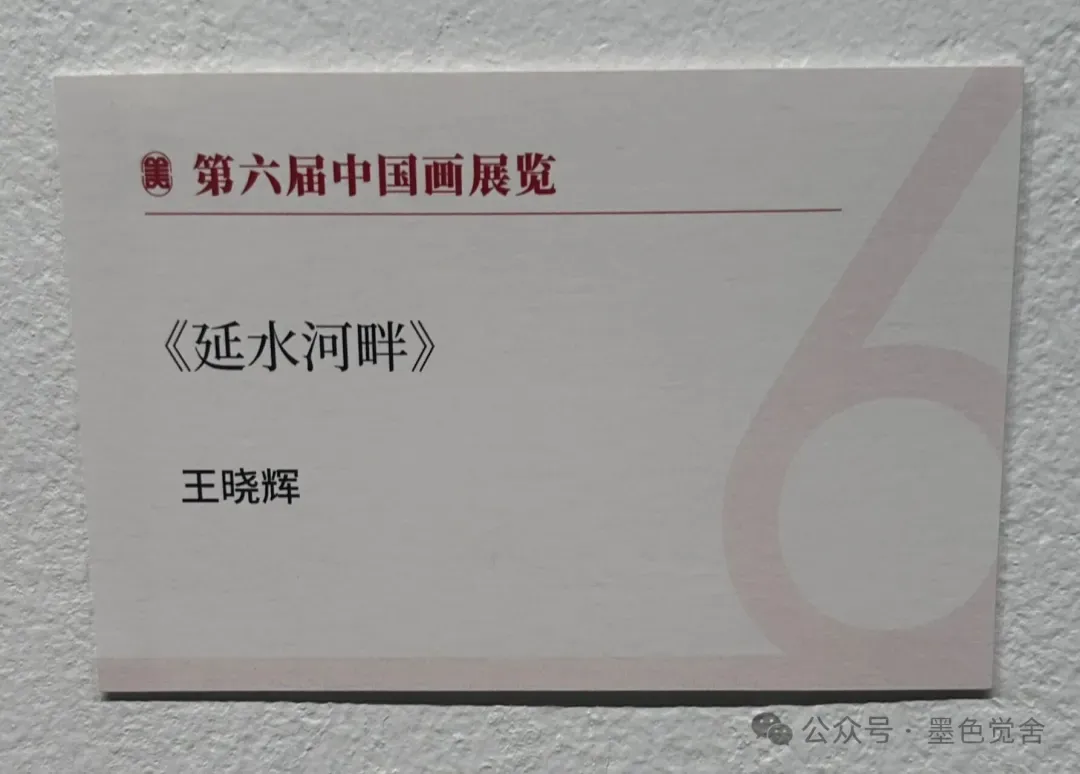 美 第六届中国画展览
《延水河畔》
王晓辉
公众号·墨色觉舍